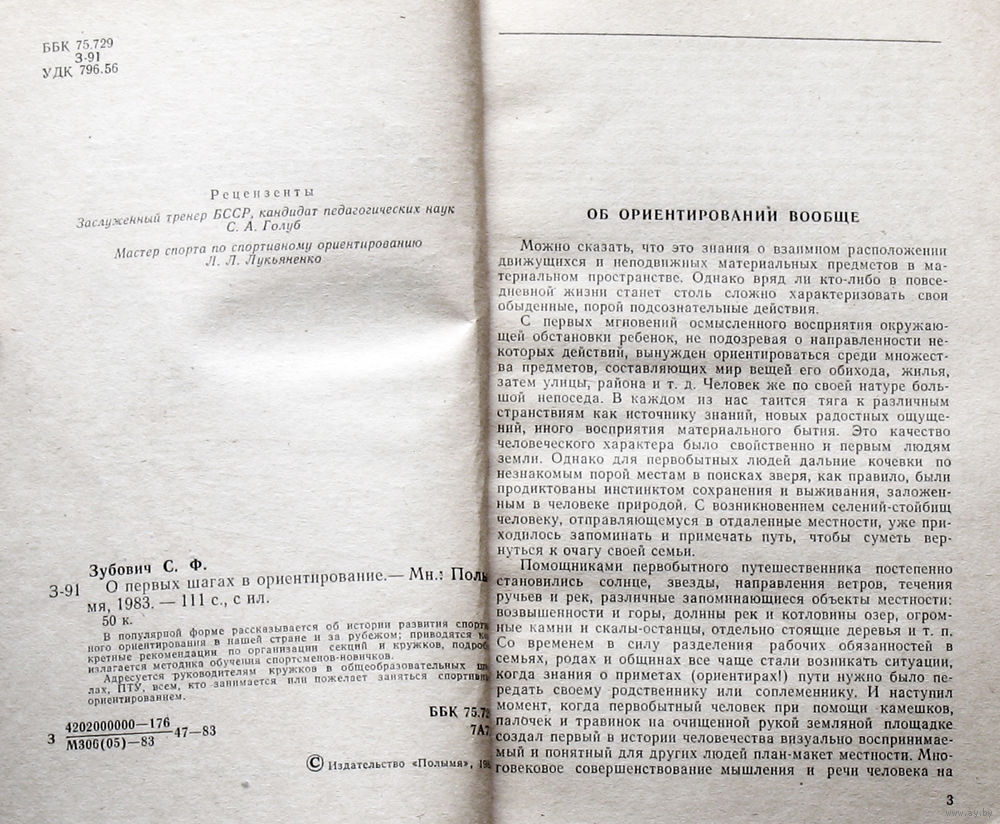 ББК 75.729
З-91
УДК 796.56
Рецензенты
Заслуженный тренер БССР, кандидат педагогических наук
С. А. Голуб
Мастер спорта по спортивному ориентированию
Л. Л. Лукьяненко
Зубович С. Ф.
З-91 О первых шагах в ориентирование.— Мн.: Полы
мя, 1983. — 111 с., с ил.
50 к.
В популярной форме рассказывается об истории развития спорти
ного ориентирования в нашей стране и за рубежом; приводятся ко
кретные рекомендации по организации секций и кружков, подроб
излагается методика обучения спортсменов-новичков.
Адресуется руководителям кружков в общеобразовательных шк
лах, ПТУ, всем, кто занимается или пожелает заняться спортивны
ориентированием.
4202000000—176
З 47—83
М306(05)—83
ББК 75.72
7А7
© Издательство «Полымя», 198
ОБ ОРИЕНТИРОВАНИИ ВООБЩЕ
Можно сказать, что это знания о взаимном расположении
движущихся и неподвижных материальных предметов в ма-
териальном пространстве. Однако вряд ли кто-либо в повсе-
дневной жизни станет столь сложно характеризовать свои
обыденные, порой подсознательные действия.
С первых мгновений осмысленного восприятия окружаю-
щей обстановки ребенок, не подозревая о направленности не-
которых действий, вынужден ориентироваться среди множест-
ва предметов, составляющих мир вещей его обихода, жилья,
затем улицы, района и т. д. Человек же по своей натуре боль-
шой непоседа. В каждом из нас таится тяга к различным
странствиям как источнику знаний, новых радостных ощуще-
ний, иного восприятия материального бытия. Это качество
человеческого характера было свойственно и первым людям
земли. Однако для первобытных людей дальние кочевки по
незнакомым порой местам в поисках зверя, как правило, были
продиктованы инстинктом сохранения и выживания, заложен-
ным в человеке природой. С возникновением селений-стойбищ
человеку, отправляющемуся в отдаленные местности, уже при-
ходилось запоминать и примечать путь, чтобы суметь вер-
нуться к очагу своей семьи.
Помощниками первобытного путешественника постепенно
становились солнце, звезды, направления ветров, течения
ручьев и рек, различные запоминающиеся объекты местности:
возвышенности и горы, долины рек и котловины озер, огром-
ные камни и скалы-останцы, отдельно стоящие деревья и т. п.
Со временем в силу разделения рабочих обязанностей в
семьях, родах и общинах все чаще стали возникать ситуации,
когда знания о приметах (ориентирах!) пути нужно было пе-
редать своему родственнику или соплеменнику. И наступил
момент, когда первобытный человек при помощи камешков,
палочек и травинок на очищенной рукой земляной площадке
создал первый в истории человечества визуально воспринимае-
мый и понятный для других людей план-макет местности. Мно-
говековое совершенствование мышления и речи человека на
3
www.ay.by